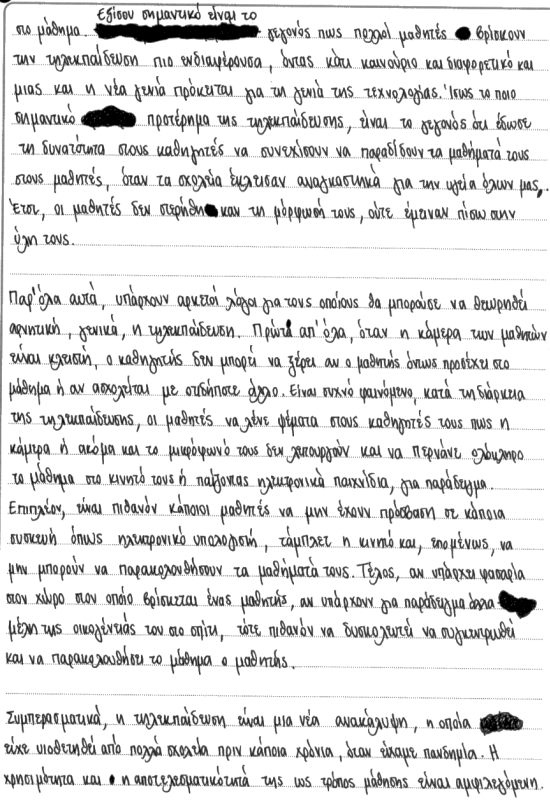 Εξίσου σημαντικό είναι το
στο μάθημα. γεγονός πως πολλοί μαθητές βρίσκουν
την τηλεκπαίδευση πιο ενδιαφέρουσα, όντας κάτι καινούριο και διαφορετικό και
μιας και η νέα γενιά πρόκειται για τη γενιά της τεχνολογίας. Ίσως το ποιο
σημαντικό προτέρημα της τηλεκπαίδευσης, είναι το γεγονός ότι έδωσε
τη δυνατότητα στους καθηγητές να συνεχίσουν να παραδίδουν τα μαθήματά τους
στους μαθητές, όταν τα σχολεία έκλεισαν αναγκαστικά για την υγεία όλων μας.
Έτσι, οι μαθητές δεν στερήθηκαν τη μόρφωσή τους, ούτε έμειναν πίσω στην
ύλη τους.
Παρ' όλα αυτά, υπάρχουν αρκετοί λόγοι για τους οποίους θα μπορούσε να θεωρηθεί
αρνητική, γενικά, η τηλεκπαίδευση. Πρώτα απ' όλα, όταν η κάμερα των μαθητών
είναι κλειστή, ο καθηγητής δεν μπορεί να ξέρει αν ο μαθητής όντως προσέχει στο
μάθημα ή αν ασχολείται με οτιδήποτε άλλο. Είναι συχνό φαινόμενο, κατά τη διάρκεια
της τηλεκπαίδευσης, οι μαθητές να λένε ψέματα στους καθηγητές τους πως η
κάμερα ή ακόμα και το μικρόφωνό τους δεν λειτουργούν και να περνάνε ολόκληρο
το μάθημα στο κινητό τους ή παίζοντας ηλεκτρονικά παιχνίδια, για παράδειγμα.
Επιπλέον, είναι πιθανόν κάποιοι μαθητές να μην έχουν πρόσβαση σε κάποια
συσκευή όπως ηλεκτρονικό υπολογιστή, τάμπλετ η κινητό και, επομένως, να
μην μπορούν να παρακολουθήσουν τα μαθήματά τους. Τέλος, αν υπάρχει φασαρία
στον χώρο στον οποίο βρίσκεται ένας μαθητής, αν υπάρχουν για παράδειγμα άλλα
μέλη της οικογένειάς του στο σπίτι, τότε πιθανόν να δυσκολευτεί να συγκεντρωθεί
και να παρακολουθήσει το μάθημα ο μαθητής.
Συμπερασματικά, η τηλεκπαίδευση είναι μια νέα ανακάλυψη, η οποία
είχε υιοθετηθεί από πολλά σχολεία πριν κάποια χρόνια, όταν είχαμε πανδημία. Η
χρησιμότητα και η αποτελεσματικότητά της ως τρόπος μάθησης είναι αμφιλεγόμενη.